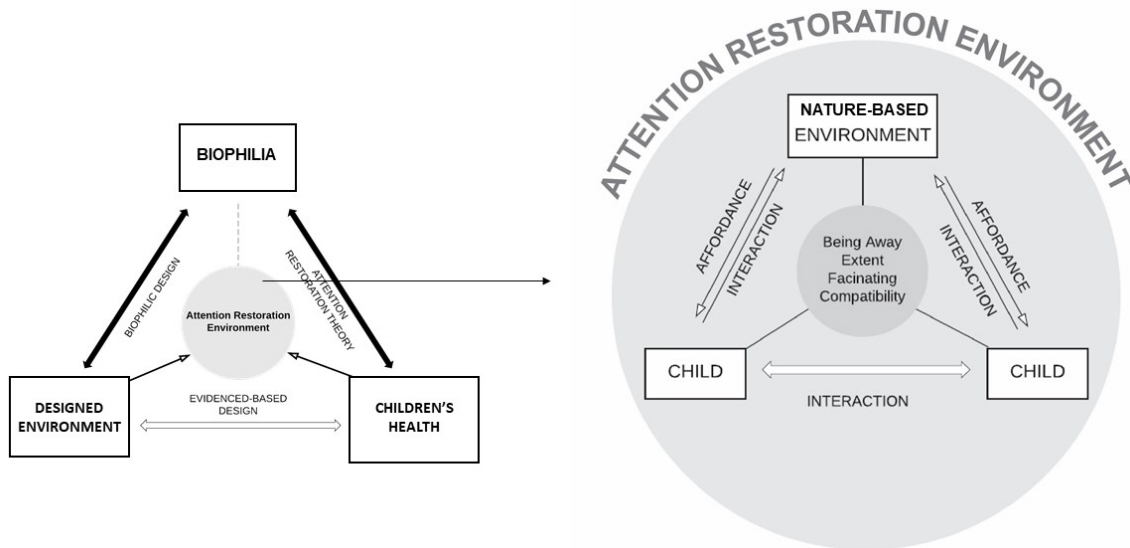 BIOPHILIA
BIOPHILIC DESIGN
ATTENTION
RESTORATION THEORY
Attention Restoration
Environment
DESIGNED
ENVIRONMENT
EVIDENCED-BASED
DESIGN
CHILDREN'S
HEALTH
ATTENTION RESTORATION ENVIRONMENT
NATURE-BASED
ENVIRONMENT
AFFORDANCE
INTERACTION
AFFORDANCE
INTERACTION
Being Away
Extent
Facinating
Compatibility
CHILD
CHILD
INTERACTION